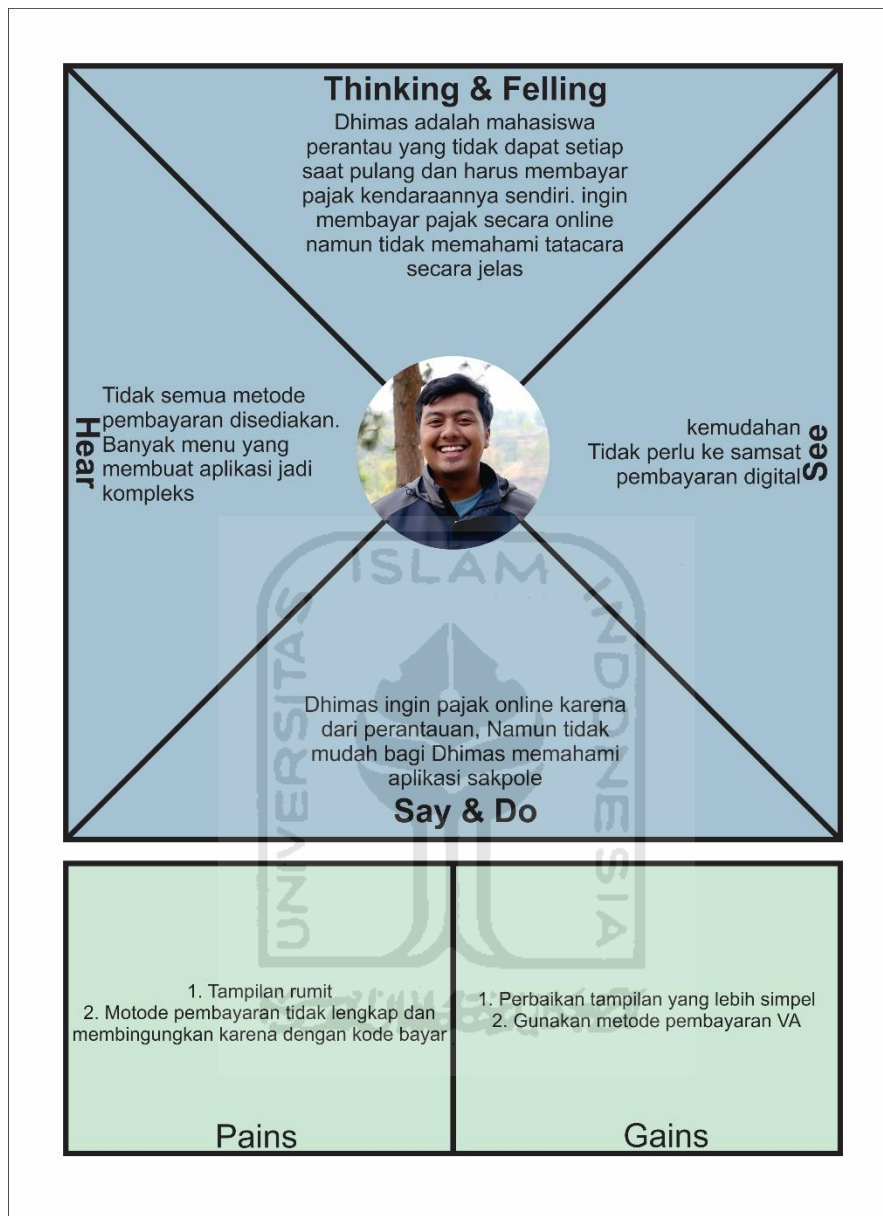 Thinking & Felling
Dhimas adalah mahasiswa
perantau yang tidak dapat setiap
saat pulang dan harus membayar
pajak kendaraannya sendiri. ingin
membayar pajak secara online
namun tidak memahami tatacara
secara jelas
Hear
Tidak semua metode
pembayaran disediakan.
Banyak menu yang
membuat aplikasi jadi
kompleks
kemudahan
Tidak perlu ke samsat
pembayaran digital
See
Dhimas ingin pajak online karena
dari perantauan, Namun tidak
mudah bagi Dhimas memahami
aplikasi sakpole
Say & Do
1. Tampilan rumit
2. Motode pembayaran tidak lengkap dan
membingungkan karena dengan kode bayar
Pains
1. Perbaikan tampilan yang lebih simpel
2. Gunakan metode pembayaran VA
Gains
UNIVERSITAS
ISLAM
INDONESIA